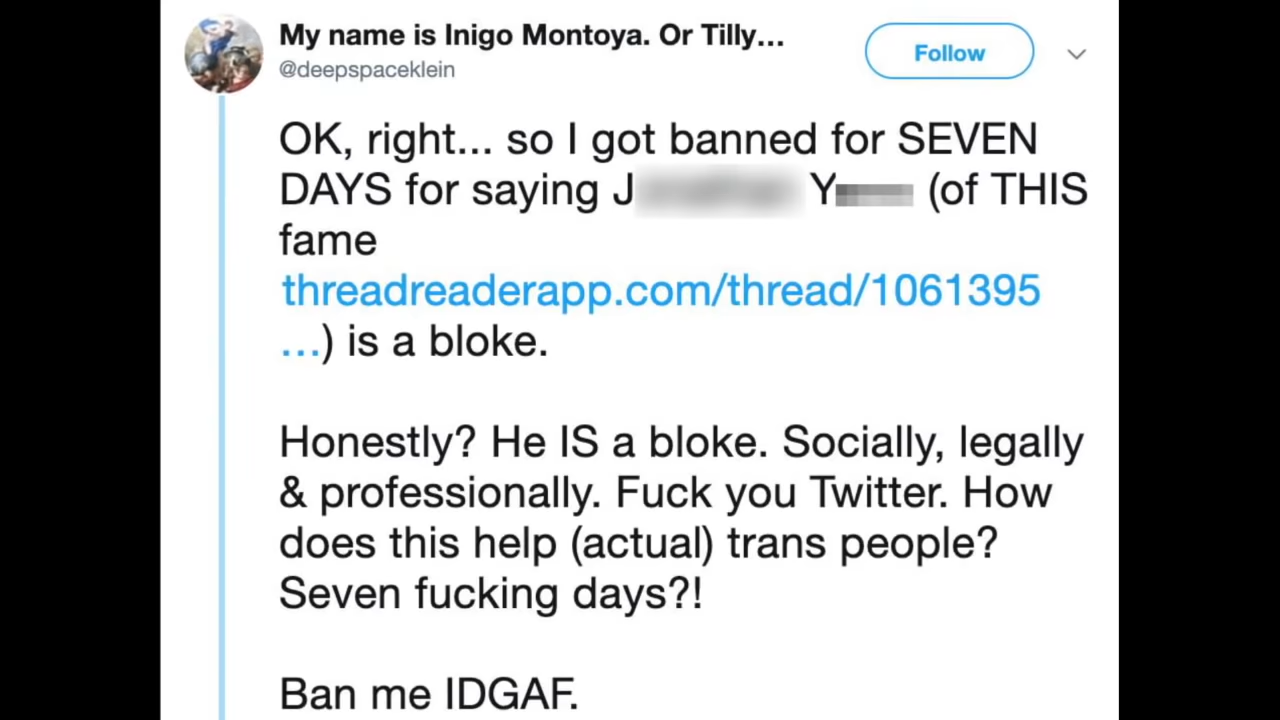 My name is Inigo Montoya. Or Tilly...
@deepspaceklein
Follow
OK, right... so I got banned for SEVEN
DAYS for saying J Y (of THIS
fame
threadreaderapp.com/thread/1061395
...) is a bloke.
Honestly? He IS a bloke. Socially, legally
& professionally. Fuck you Twitter. How
does this help (actual) trans people?
Seven fucking days?!
Ban me IDGAF.